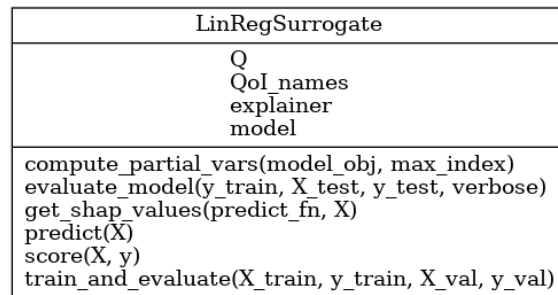 LinRegSurrogate
Q
QoI_names
explainer
model
compute_partial_vars(model_obj, max_index)
evaluate_model(y_train, X_test, y_test, verbose)
get_shap_values(predict_fn, X)
predict(X)
score(X, y)
train_and_evaluate(X_train, y_train, X_val, y_val)